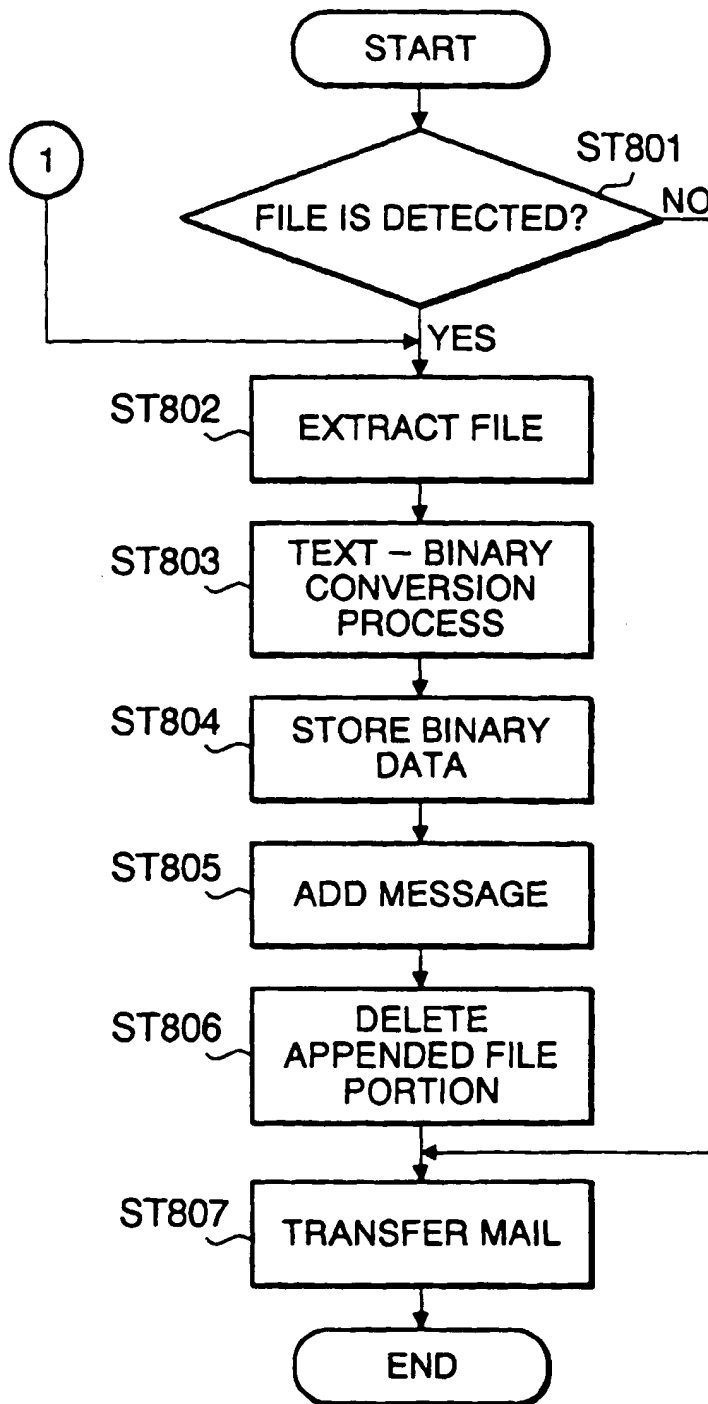 START
1
ST801
FILE IS DETECTED?
NO
YES
ST802
EXTRACT FILE
ST803
TEXT – BINARY
CONVERSION
PROCESS
ST804
STORE BINARY
DATA
ST805
ADD MESSAGE
ST806
DELETE
APPENDED FILE
PORTION
ST807
TRANSFER MAIL
END